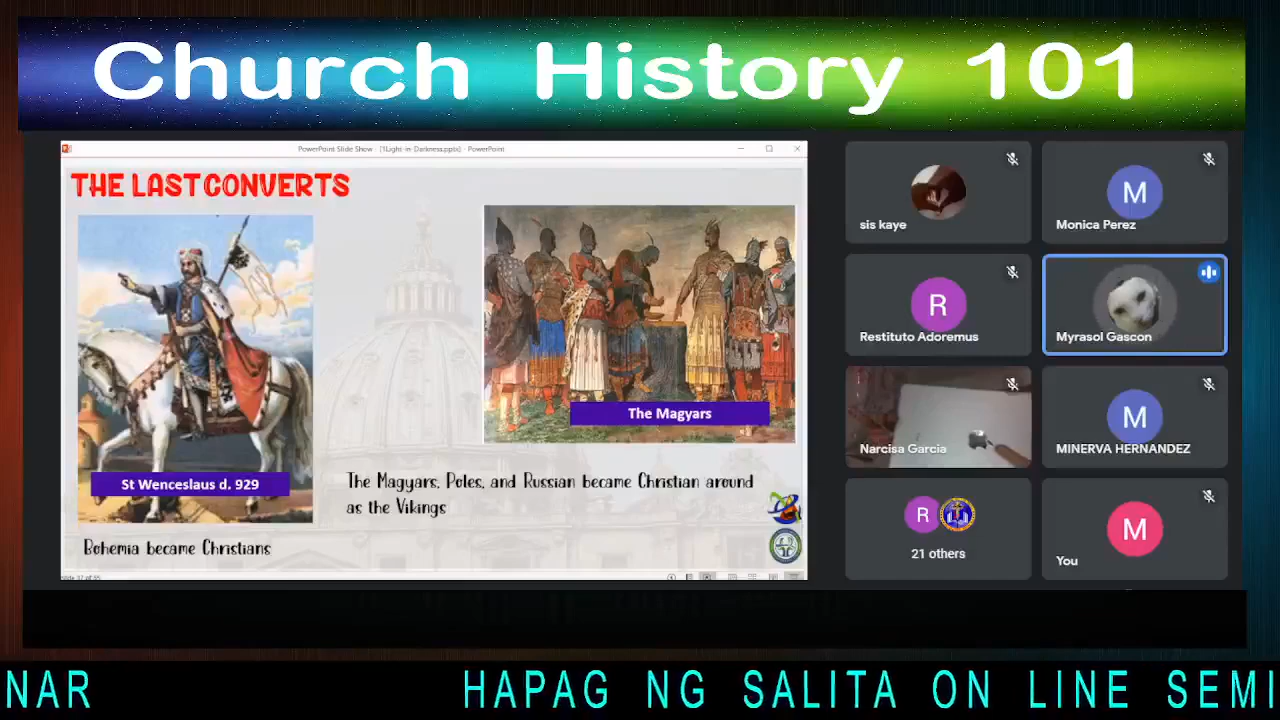 Church History 101
PowerPoint Slide Show - [1Light-in-Darkness.pptx] - PowerPoint
THE LAST CONVERTS
St Wenceslaus d. 929
Bohemia became Christians
The Magyars
The Magyars, Poles, and Russian became Christian around
as the Vikings
sis kaye
M
Monica Perez
R
Restituto Adoremus
Myrasol Gascon
Narcisa Garcia
M
MINERVA HERNANDEZ
R
21 others
M
You
NAR HAPAG NG SALITA ON LINE SEMI